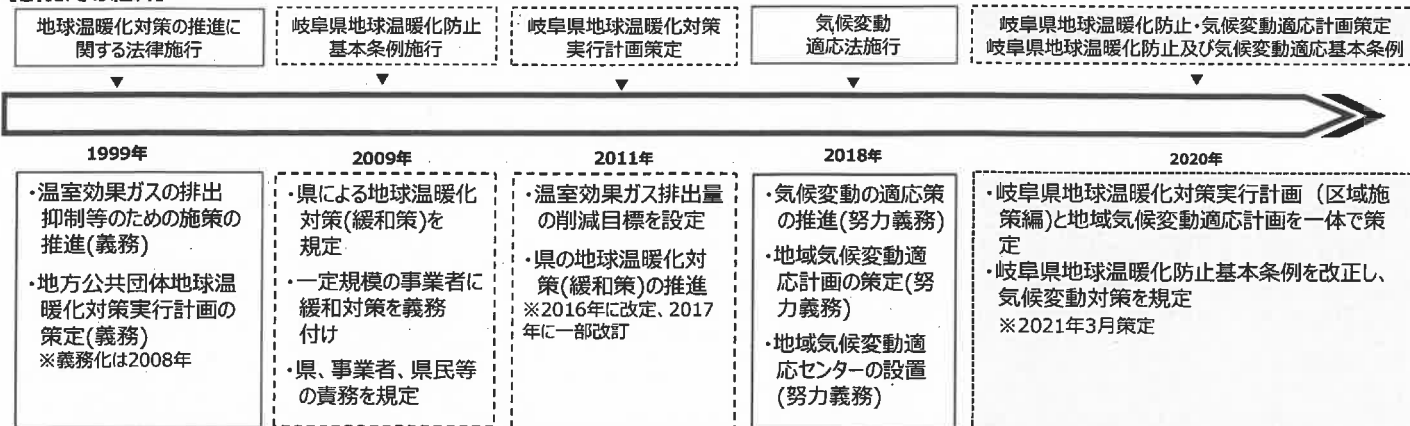 地球温暖化対策の推進に
関する法律施行
岐阜県地球温暖化防止
基本条例施行
岐阜県地球温暖化対策
実行計画策定
気候変動
適応法施行
岐阜県地球温暖化防止・気候変動適応計画策定
岐阜県地球温暖化防止及び気候変動適応基本条例
1999年
2009年
2011年
2018年
2020年
・温室効果ガスの排出
抑制等のための施策の
推進(義務)
・地方公共団体地球温
暖化対策実行計画の
策定(義務)
※義務化は2008年
・県による地球温暖化
対策(緩和策)を
規定
・一定規模の事業者に
緩和対策を義務
付け
・県、事業者、県民等
の責務を規定
・温室効果ガス排出量
の削減目標を設定
・県の地球温暖化対
策(緩和策)の推進
※2016年に改定、2017
年に一部改訂
・気候変動の適応策
の推進(努力義務)
・地域気候変動適
応計画の策定(努
力義務)
・地域気候変動適
応センターの設置
(努力義務)
・岐阜県地球温暖化対策実行計画（区域施
策編)と地域気候変動適応計画を一体で策
定
・岐阜県地球温暖化防止基本条例を改正し、
気候変動対策を規定
※2021年3月策定